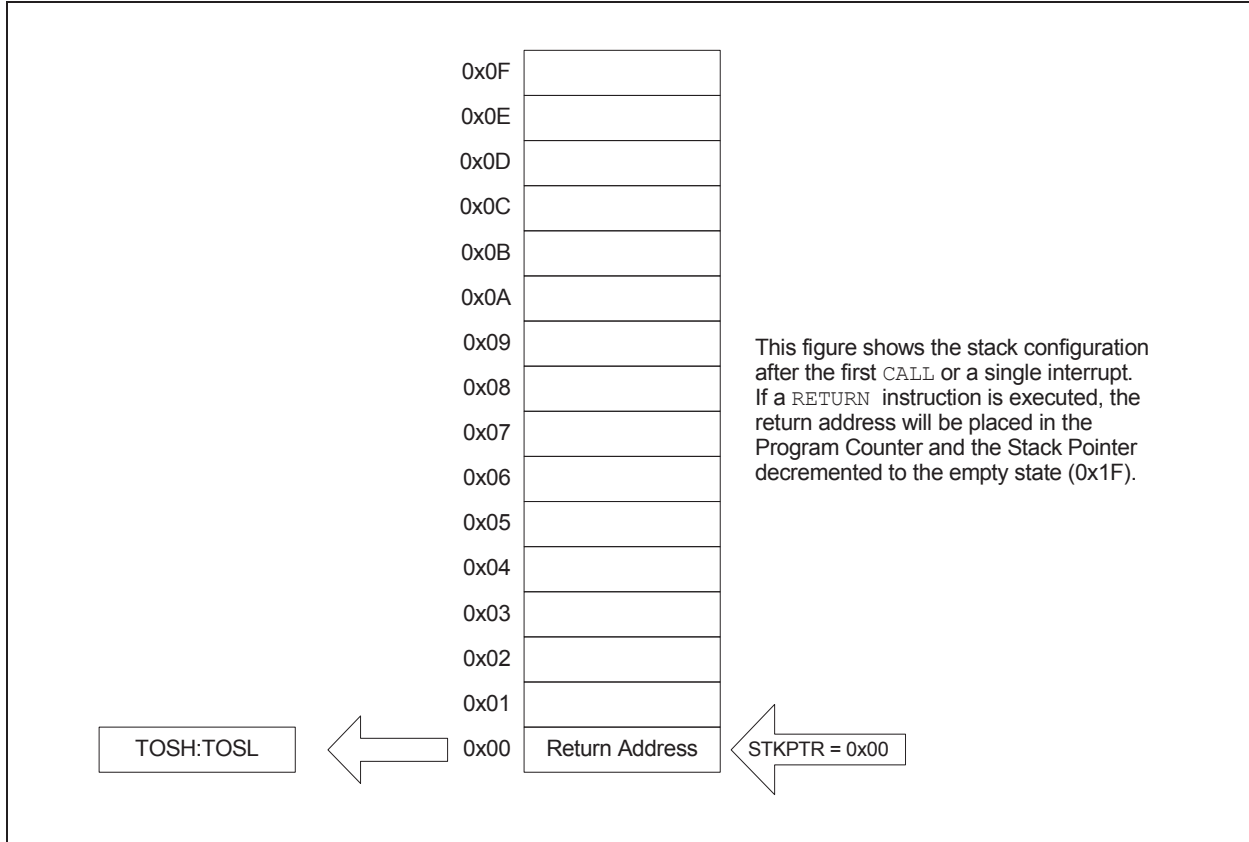 0x0F
0x0E
0x0D
0x0C
0x0B
0x0A
0x09
This figure shows the stack configuration
after the first CALL or a single interrupt.
If a RETURN instruction is executed, the
return address will be placed in the
Program Counter and the Stack Pointer
decremented to the empty state (0x1F).
0x08
0x07
0x06
0x05
0x04
0x03
0x02
0x01
TOSH:TOSL
0x00
Return Address
STKPTR = 0x00